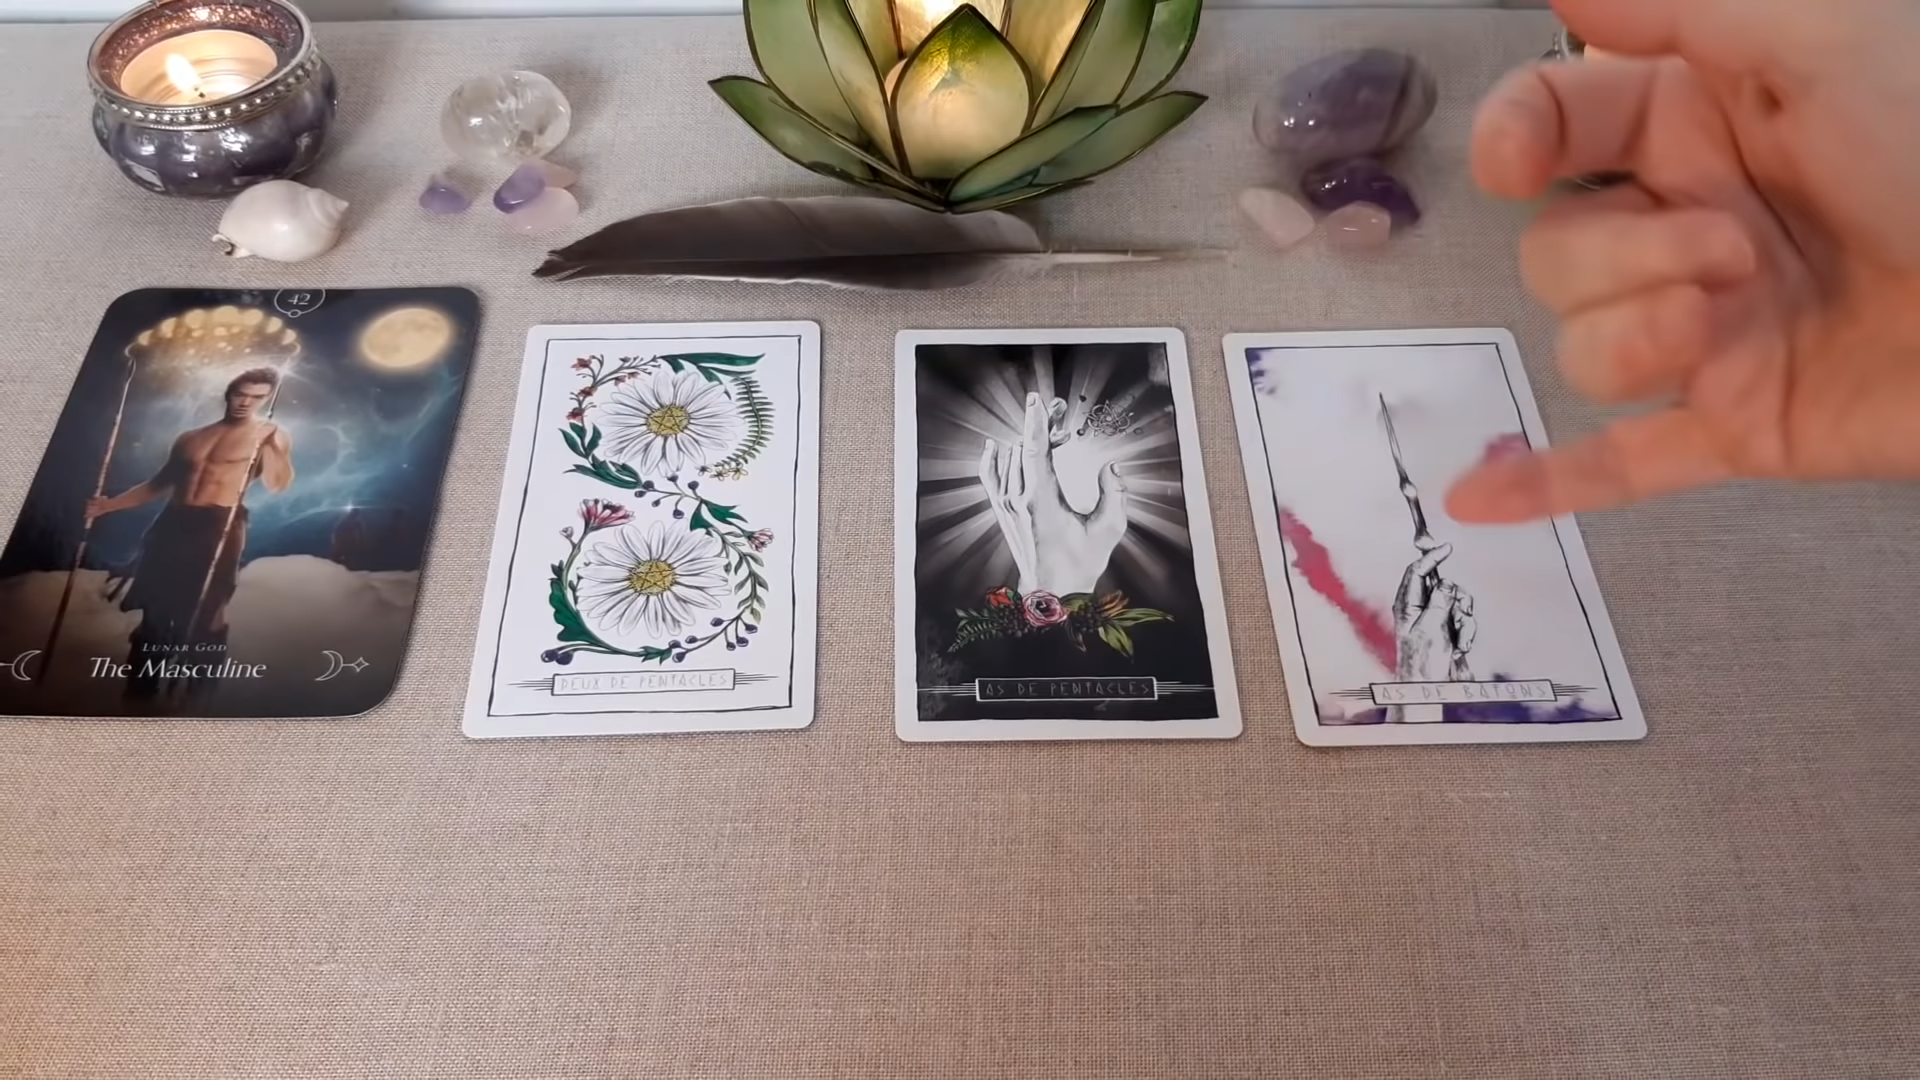 42
LUNAR GOD
The Masculine
DEUX DE PENTACLES
AS DE PENTACLES
AS DE BATONS